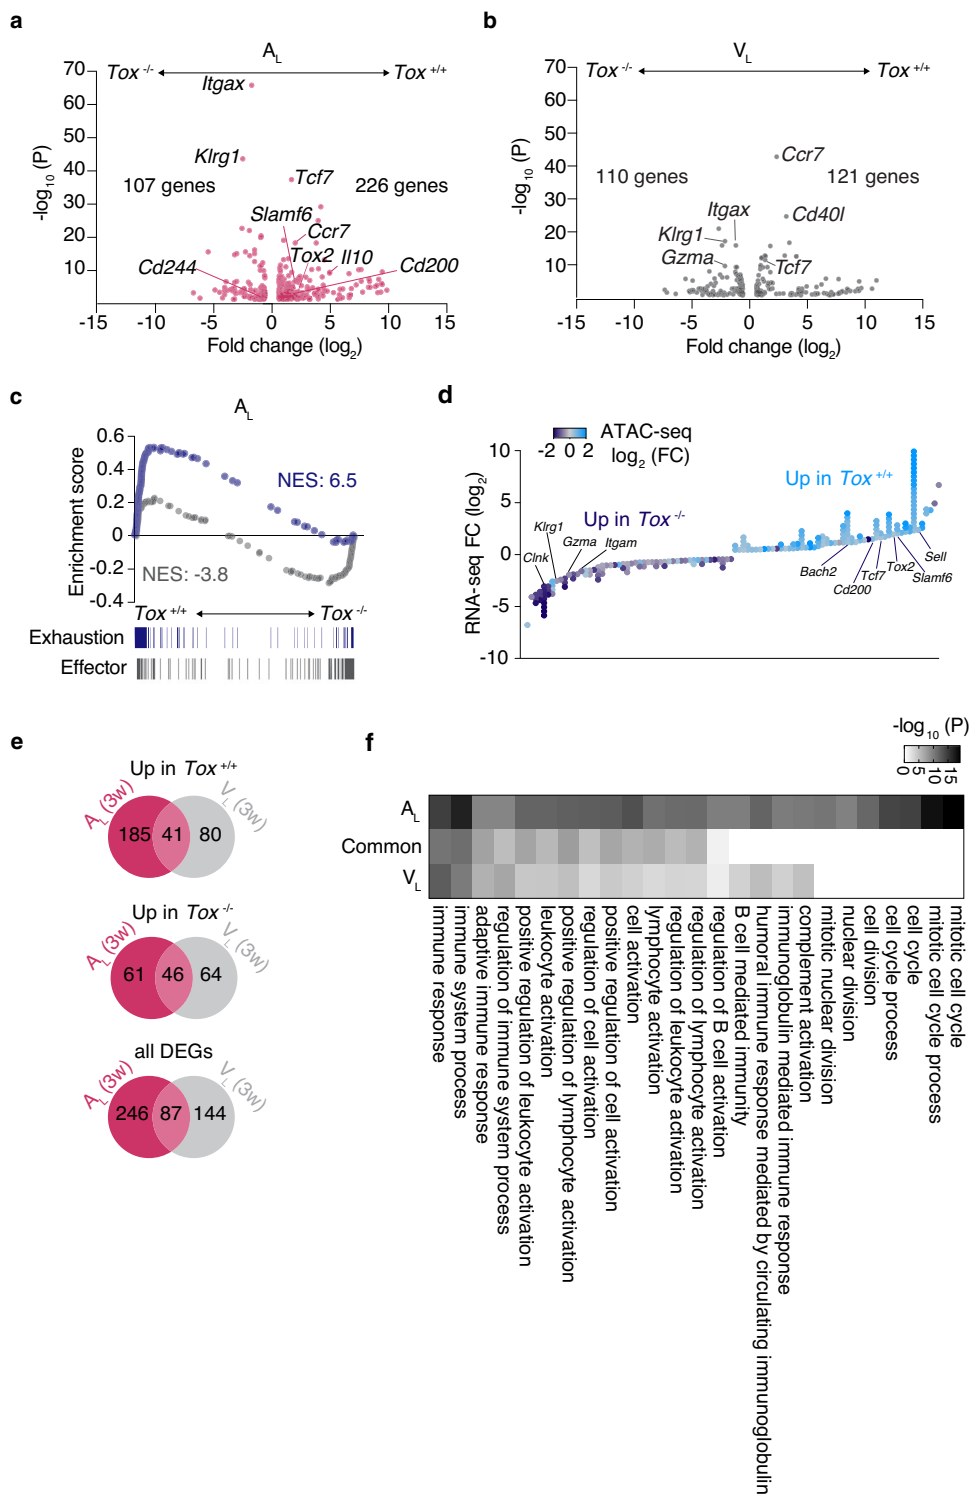 a
A_L
Tox -/-
Tox +/+
-log10 (P)
70
60
50
40
30
20
10
Itgax
Klrg1
Tcf7
107 genes
226 genes
Slamf6
Ccr7
Tox2
Il10
Cd244
Cd200
-15 -10 -5 0 5 10 15
Fold change (log2)
b
V_L
Tox -/-
Tox +/+
-log10 (P)
70
60
50
40
30
20
10
Ccr7
110 genes
121 genes
Itgax
Cd40l
Klrg1
Gzma
Tcf7
-15 -10 -5 0 5 10 15
Fold change (log2)
c
A_L
Enrichment score
0.6
0.4
0.2
0
-0.2
-0.4
NES: 6.5
NES: -3.8
Tox +/+
Tox -/-
Exhaustion
Effector
d
ATAC-seq
log2 (FC)
-2 0 2
RNA-seq FC (log2)
10
5
0
-5
-10
Up in Tox +/+
Up in Tox -/-
Klrg1
Gzma
Itgam
Clnk
Bach2
Cd200
Tcf7
Tox2
Slamf6
Sell
e
Up in Tox +/+
A_L (3w)
V_L (3w)
185 41 80
Up in Tox -/-
A_L (3w)
V_L (3w)
61 46 64
all DEGs
A_L (3w)
V_L (3w)
246 87 144
f
-log10 (P)
0 5 10 15
A_L
Common
V_L
immune response
immune system process
adaptive immune response
regulation of immune system process
positive regulation of leukocyte activation
leukocyte activation
positive regulation of lymphocyte activation
regulation of cell activation
positive regulation of cell activation
cell activation
lymphocyte activation
regulation of leukocyte activation
regulation of lymphocyte activation
regulation of B cell activation
B cell mediated immunity
humoral immune response mediated by circulating immunoglobulin
immunoglobulin mediated immune response
complement activation
mitotic nuclear division
nuclear division
cell division
cell cycle process
cell cycle
mitotic cell cycle process
mitotic cell cycle